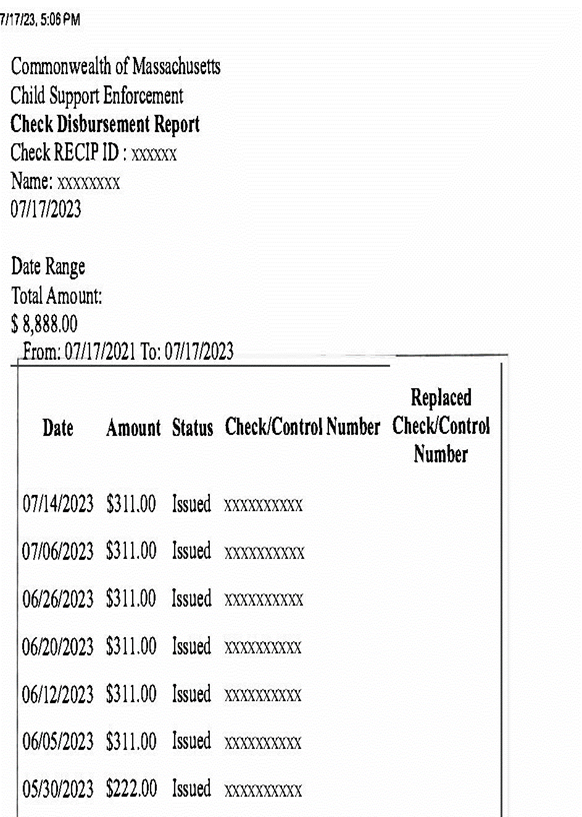 7/17/23, 5:06 PM
Commonwealth of Massachusetts
Child Support Enforcement
Check Disbursement Report
Check RECIP ID : xxxxxx
Name: xxxxxxxx
07/17/2023
Date Range
Total Amount:
$ 8,888.00
From: 07/17/2021 To: 07/17/2023
Date Amount Status Check/Control Number Replaced Check/Control Number
07/14/2023 $311.00 Issued xxxxxxxxxx
07/06/2023 $311.00 Issued xxxxxxxxxx
06/26/2023 $311.00 Issued xxxxxxxxxx
06/20/2023 $311.00 Issued xxxxxxxxxx
06/12/2023 $311.00 Issued xxxxxxxxxx
06/05/2023 $311.00 Issued xxxxxxxxxx
05/30/2023 $222.00 Issued xxxxxxxxxx